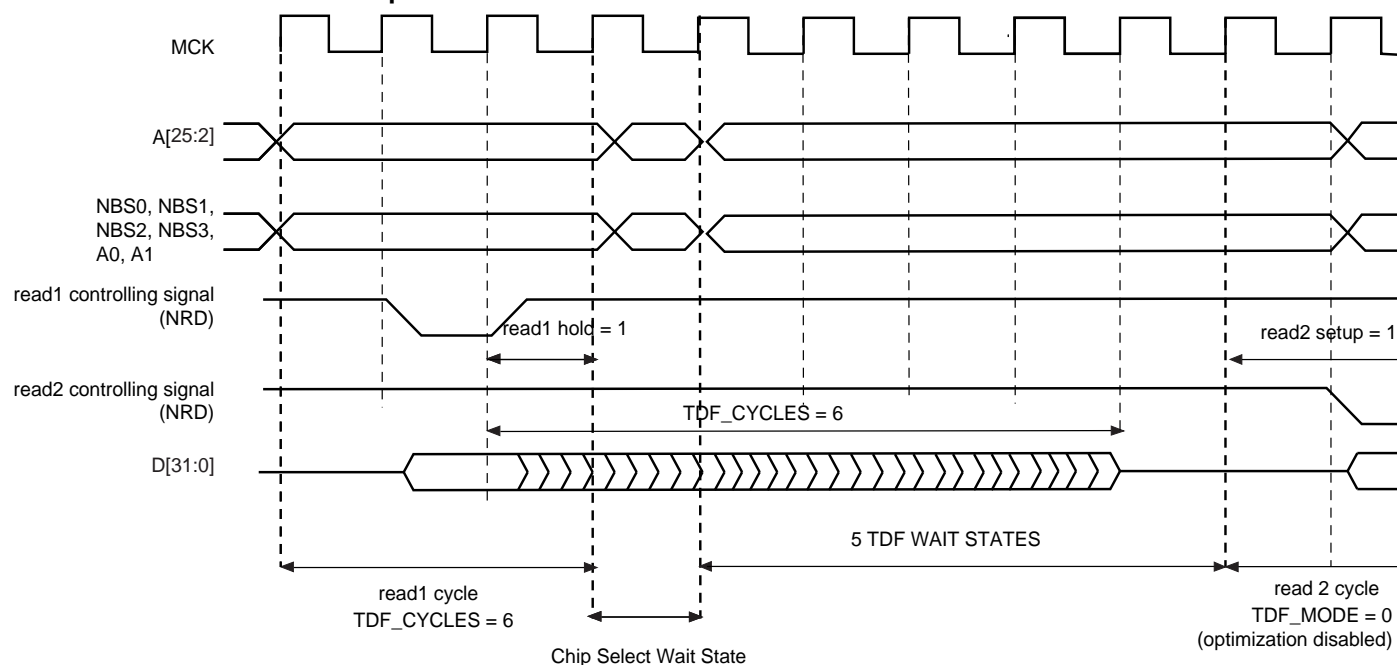 MCK
A[25:2]
NBS0, NBS1,
NBS2, NBS3,
A0, A1
read1 controlling signal
(NRD)
read1 hold = 1
read2 setup = 1
read2 controlling signal
(NRD)
TDF_CYCLES = 6
D[31:0]
5 TDF WAIT STATES
read1 cycle
TDF_CYCLES = 6
read 2 cycle
TDF_MODE = 0
(optimization disabled)
Chip Select Wait State